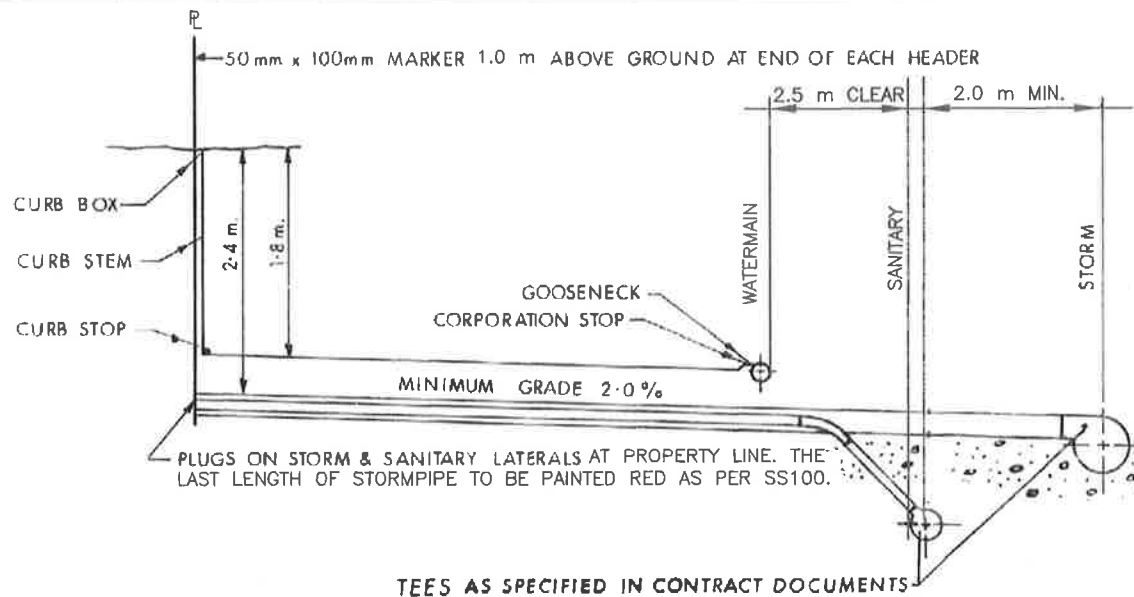 PL
50mm x 100mm MARKER 1.0 m ABOVE GROUND AT END OF EACH HEADER
2.5 m CLEAR
2.0 m MIN.
CURB BOX
CURB STEM
CURB STOP
2·4 m.
1·8 m.
WATERMAIN
SANITARY
STORM
GOOSENECK
CORPORATION STOP
MINIMUM GRADE 2·0%
PLUGS ON STORM & SANITARY LATERALS AT PROPERTY LINE. THE
LAST LENGTH OF STORMPIPE TO BE PAINTED RED AS PER SS100.
TEES AS SPECIFIED IN CONTRACT DOCUMENTS